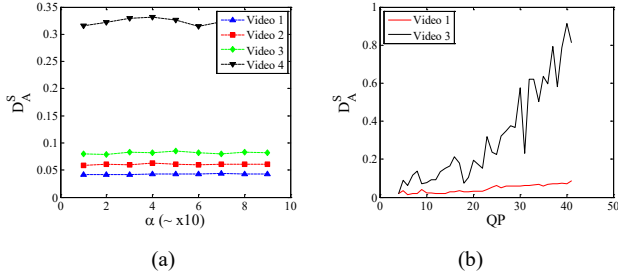 0.35
0.3
0.25
0.2
0.15
0.1
0.05
0
D_A^S
0 2 4 6 8 10
α (~ x10)
Video 1
Video 2
Video 3
Video 4
(a)
1
0.8
0.6
0.4
0.2
0
D_A^S
0 10 20 30 40 50
QP
Video 1
Video 3
(b)